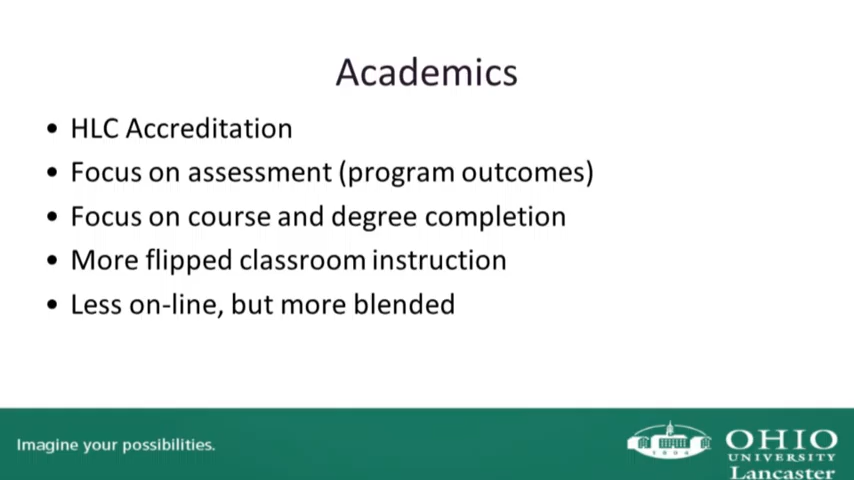 Academics
• HLC Accreditation
• Focus on assessment (program outcomes)
• Focus on course and degree completion
• More flipped classroom instruction
• Less on-line, but more blended
Imagine your possibilities.
1804
OHIO
UNIVERSITY
Lancaster